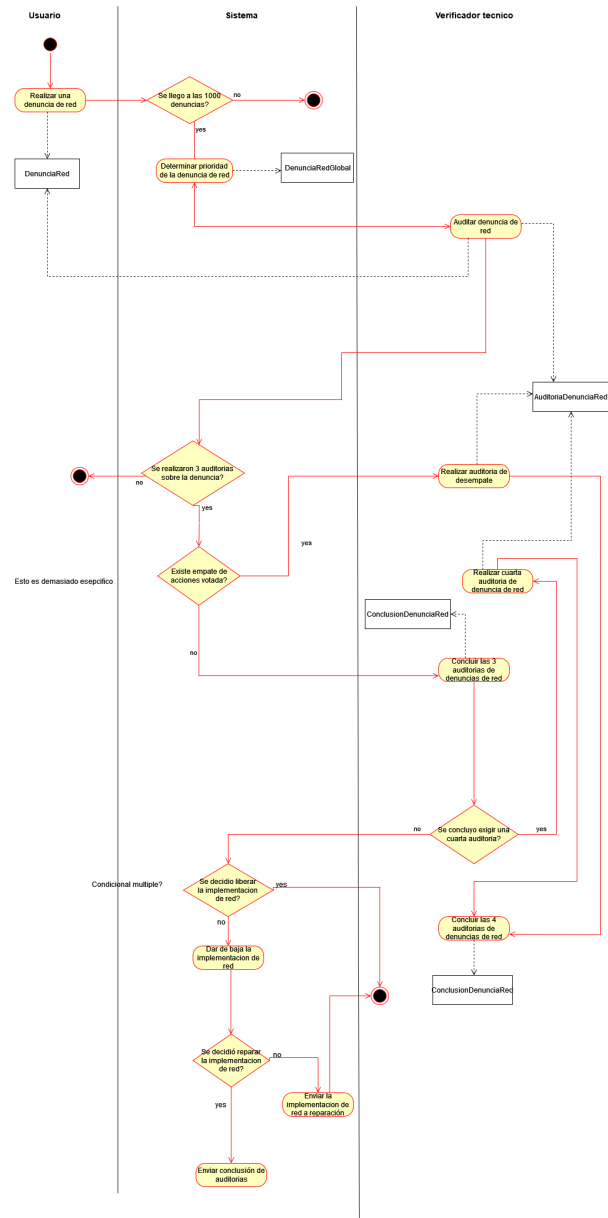 Usuario
Sistema
Verificador tecnico
Realizar una
denuncia de red
Se llego a las 1000
denuncias?
no
yes
DenunciaRed
Determinar prioridad
de la denuncia de red
DenunciaRedGlobal
Auditar denuncia de
red
AuditoriaDenunciaRed
Se realizaron 3 auditorias
sobre la denuncia?
no
yes
Realizar auditoria de
desempate
Existe empate de
acciones votada?
yes
yes
no
Esto es demasiado esepcifico
Realizar cuarta
auditoria de
denuncia de red
ConclusionDenunciaRed
Concluir las 3
auditorias de
denuncias de red
Se concluyo exigir una
cuarta auditoria?
no
yes
Condicional multiple?
Se decidio liberar
la implementacion
de red?
yes
no
Concluir las 4
auditorias de
denuncias de red
Dar de baja la
implementacion de
red
ConclusionDenunciaRed
Se decidió reparar
la implementacion
de red?
no
yes
Enviar la
implementacion de
red a reparación
Enviar conclusión de
auditorias